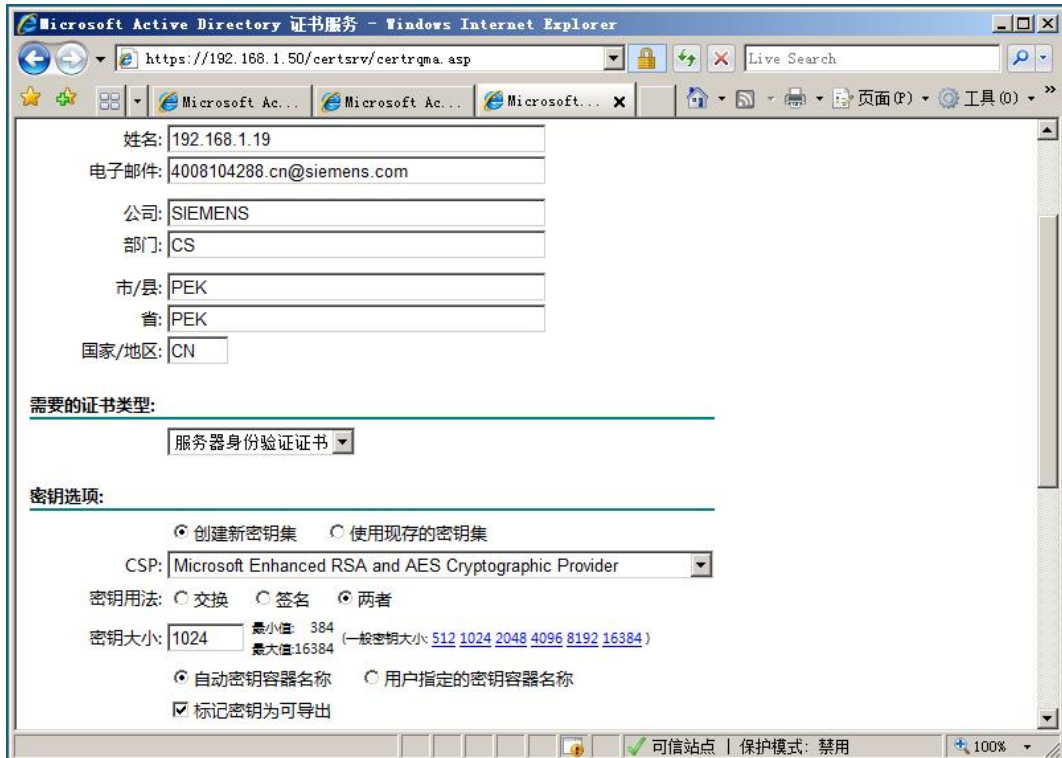 Microsoft Active Directory 证书服务 - Windows Internet Explorer
https://192.168.1.50/certsrv/certrqma.asp
Live Search
Microsoft Ac...
Microsoft Ac...
Microsoft...
页面(P)
工具(O)
»
姓名: 192.168.1.19
电子邮件: 4008104288.cn@siemens.com
公司: SIEMENS
部门: CS
市/县: PEK
省: PEK
国家/地区: CN
需要的证书类型:
服务器身份验证证书
密钥选项:
创建新密钥集 使用现存的密钥集
CSP: Microsoft Enhanced RSA and AES Cryptographic Provider
密钥用法: 交换 签名 两者
密钥大小: 1024 最小值: 384 最大值:16384 (一般密钥大小: 512 1024 2048 4096 8192 16384 )
自动密钥容器名称 用户指定的密钥容器名称
标记密钥为可导出
可信站点 | 保护模式: 禁用
100%